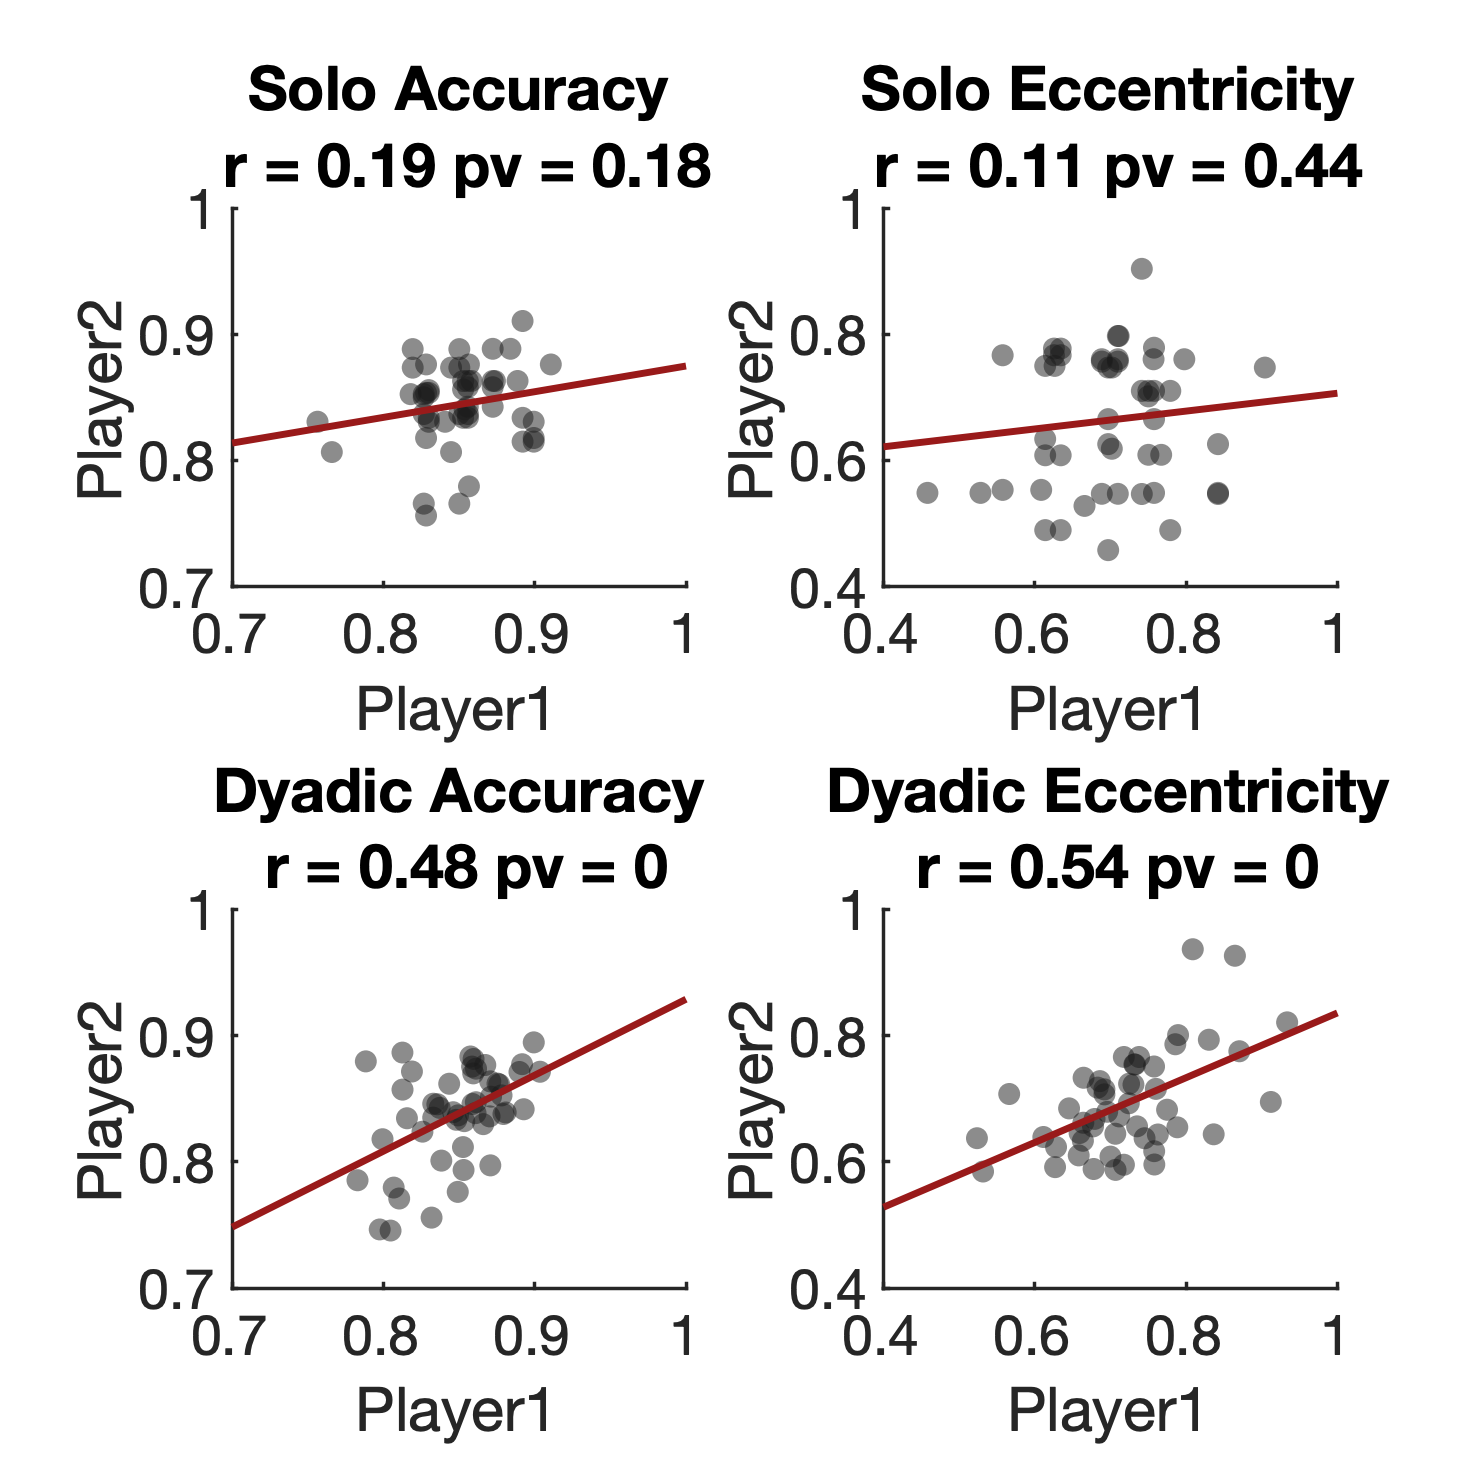 Solo Accuracy
r = 0.19 pv = 0.18
1
0.9
0.8
0.7
Player2
0.7 0.8 0.9 1
Player1
Solo Eccentricity
r = 0.11 pv = 0.44
1
0.8
0.6
0.4
Player2
0.4 0.6 0.8 1
Player1
Dyadic Accuracy
r = 0.48 pv = 0
1
0.9
0.8
0.7
Player2
0.7 0.8 0.9 1
Player1
Dyadic Eccentricity
r = 0.54 pv = 0
1
0.8
0.6
0.4
Player2
0.4 0.6 0.8 1
Player1